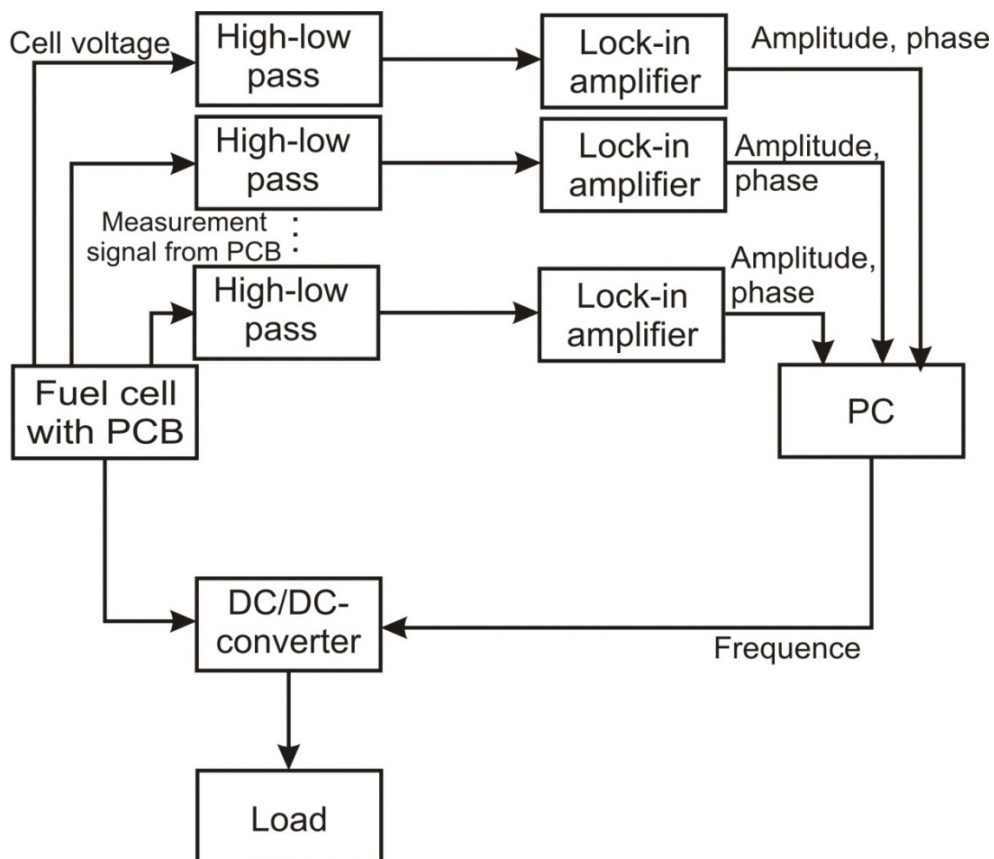 Cell voltage
High-low
pass
Lock-in
amplifier
Amplitude, phase
High-low
pass
Lock-in
amplifier
Amplitude,
phase
Measurement
signal from PCB
High-low
pass
Lock-in
amplifier
Amplitude,
phase
Fuel cell
with PCB
PC
DC/DC-
converter
Frequence
Load